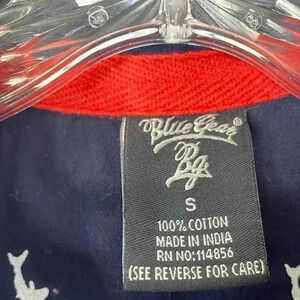 Blue Gear
Bg
S
100% COTTON
MADE IN INDIA
RN NO: 114856
(SEE REVERSE FOR CARE)